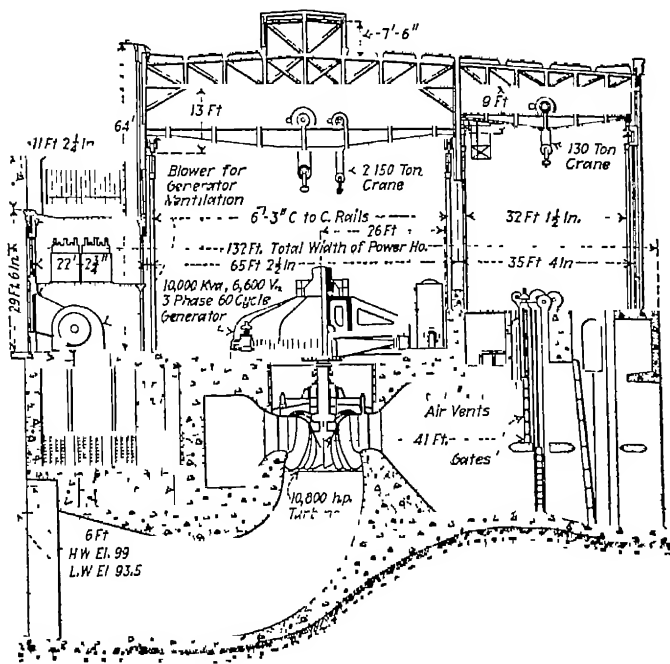 4-7'-6"
13 Ft
9 Ft
64'
11 Ft 2¼ In
Blower for
Generator
Ventilation
2 150 Ton
Crane
130 Ton
Crane
C to C. Rails
32 Ft 1½ In.
26 Ft
132 Ft. Total Width of Power Ho.
65 Ft 2½ In
35 Ft 4 In
29 Ft 6 In
22' 2¾"
10,000 Kva, 6,600 V.,
3 Phase 60 Cycle
Generator
Air Vents
41 Ft.
Gates
10,800 hp.
6 Ft
H W El. 99
L.W El 93.5